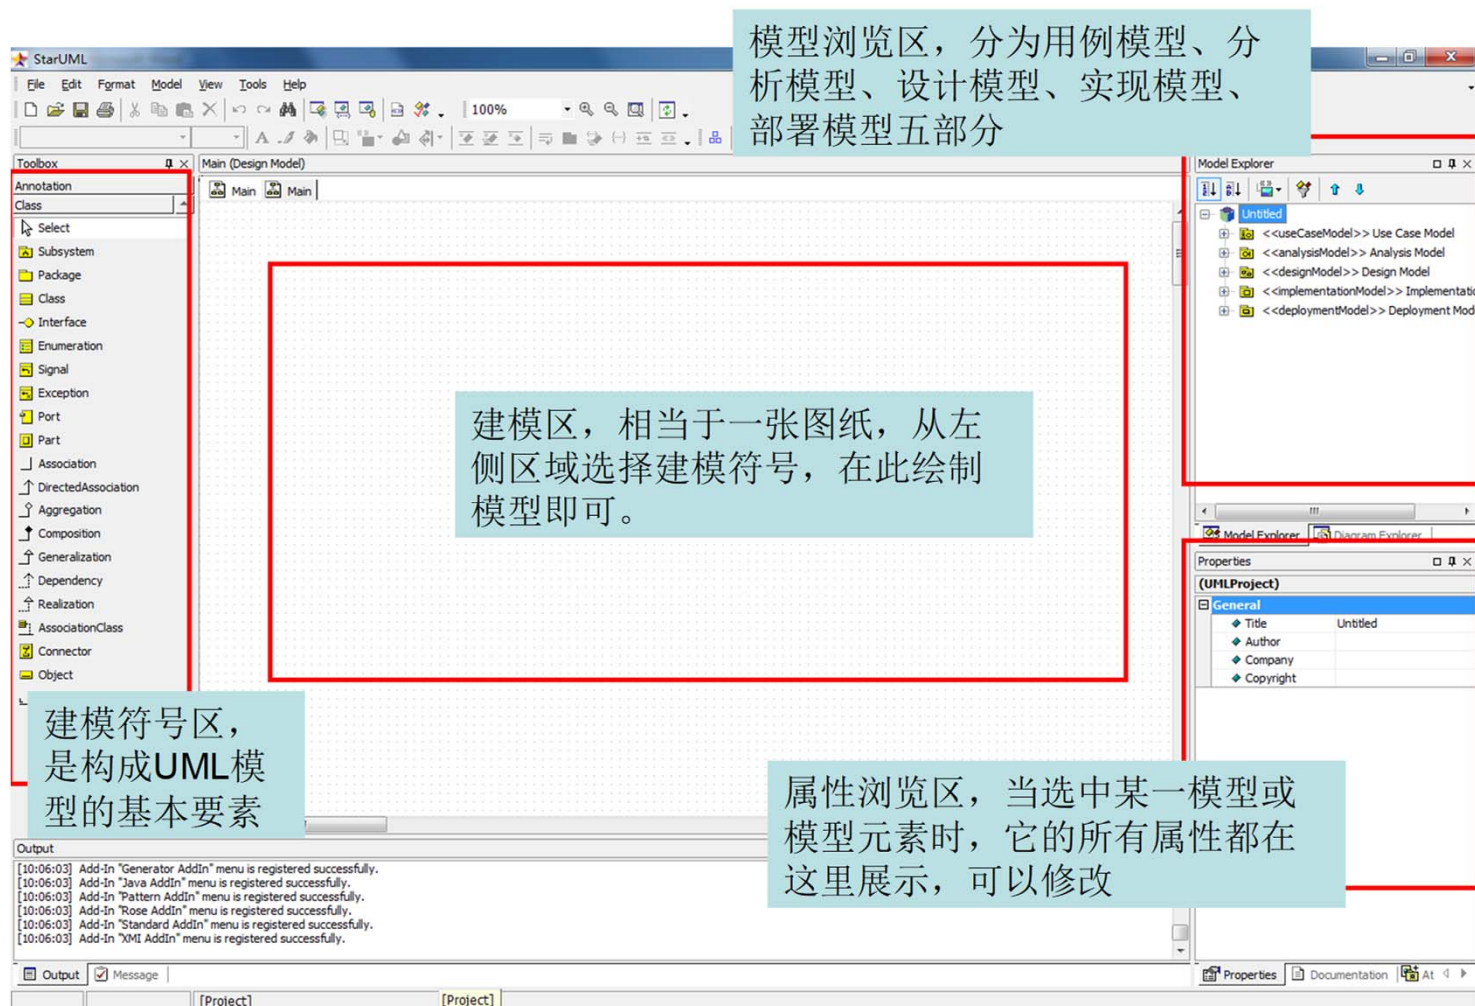 模型浏览区，分为用例模型、分
析模型、设计模型、实现模型、
部署模型五部分
StarUML
File Edit Format Model View Tools Help
100%
Toolbox
Main (Design Model)
Model Explorer
Annotation
Main Main
Class
Select
Subsystem
Package
Class
Interface
Enumeration
Signal
Exception
Port
Part
Association
DirectedAssociation
Aggregation
Composition
Generalization
Dependency
Realization
AssociationClass
Connector
Object
建模符号区，
是构成UML模
型的基本要素
建模区，相当于一张图纸，从左
侧区域选择建模符号，在此绘制
模型即可。
Untitled
<<useCaseModel>> Use Case Model
<<analysisModel>> Analysis Model
<<designModel>> Design Model
<<implementationModel>> Implementatio
<<deploymentModel>> Deployment Mod
Model Explorer Diagram Explorer
Properties
(UMLProject)
General
Title Untitled
Author
Company
Copyright
属性浏览区，当选中某一模型或
模型元素时，它的所有属性都在
这里展示，可以修改
Output
[10:06:03] Add-In "Generator AddIn" menu is registered successfully.
[10:06:03] Add-In "Java AddIn" menu is registered successfully.
[10:06:03] Add-In "Pattern AddIn" menu is registered successfully.
[10:06:03] Add-In "Rose AddIn" menu is registered successfully.
[10:06:03] Add-In "Standard AddIn" menu is registered successfully.
[10:06:03] Add-In "XMI AddIn" menu is registered successfully.
Output Message
Properties Documentation At
[Project] [Project]